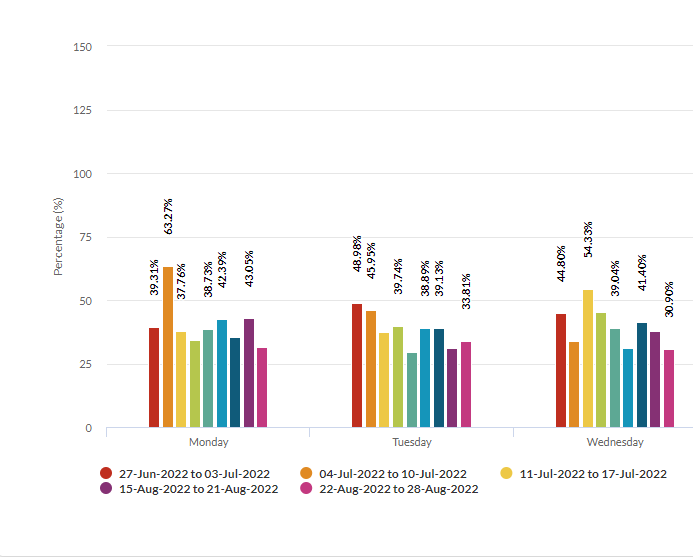 150
125
100
75
50
25
0
Percentage (%)
39.31%
63.27%
37.76%
38.73%
42.39%
43.05%
48.98%
45.95%
39.74%
38.89%
39.13%
33.81%
44.80%
54.33%
39.04%
41.40%
30.90%
Monday
Tuesday
Wednesday
27-Jun-2022 to 03-Jul-2022
04-Jul-2022 to 10-Jul-2022
11-Jul-2022 to 17-Jul-2022
15-Aug-2022 to 21-Aug-2022
22-Aug-2022 to 28-Aug-2022